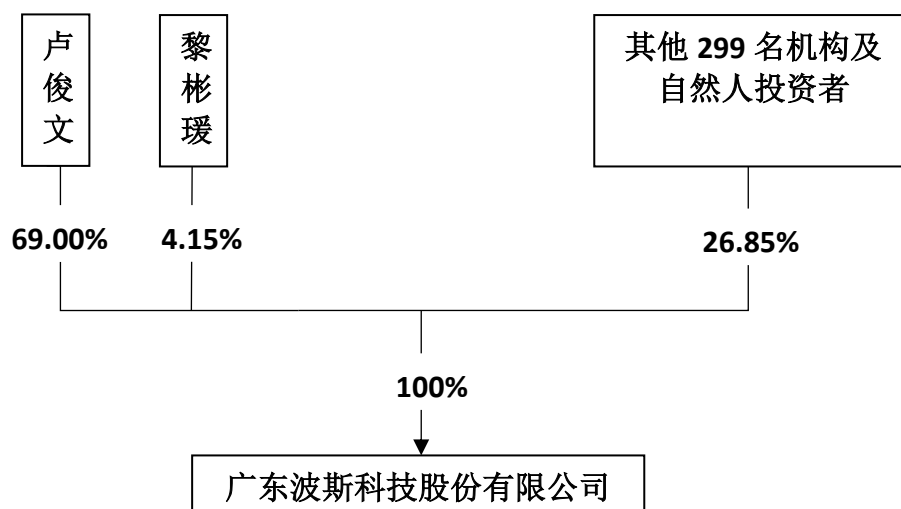 卢俊文
黎彬瑗
其他 299 名机构及
自然人投资者
69.00%
4.15%
26.85%
100%
广东波斯科技股份有限公司